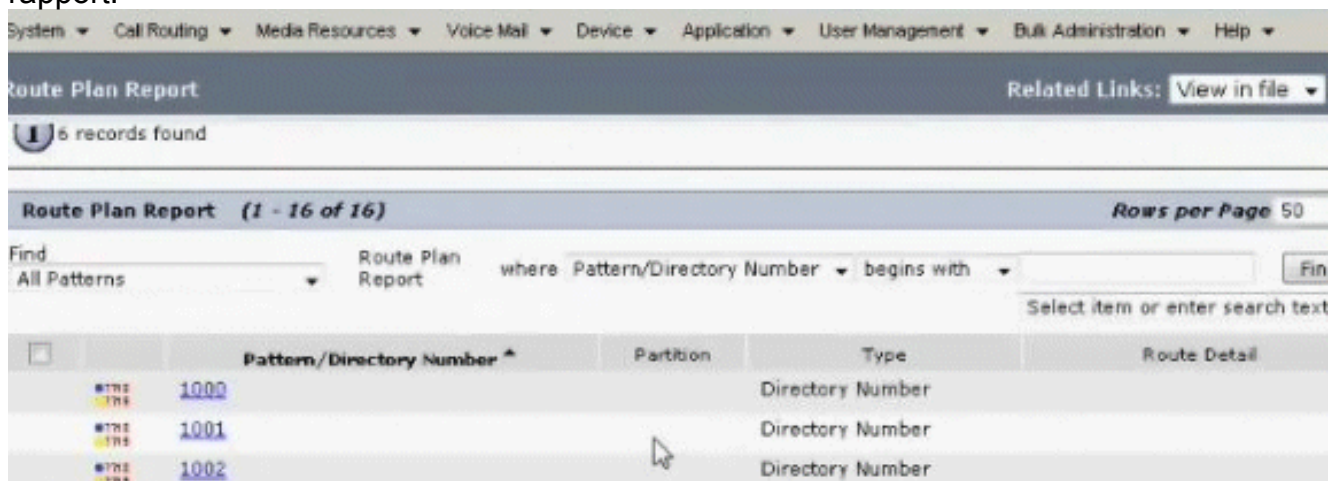 rapport.
System Call Routing Media Resources Voice Mail Device Application User Management Bulk Administration Help
Route Plan Report Related Links: View in file
6 records found
Route Plan Report (1 - 16 of 16) Rows per Page 50
Find All Patterns Route Plan Report where Pattern/Directory Number begins with Fin
Select item or enter search text
Pattern/Directory Number Partition Type Route Detail
1000 Directory Number
1001 Directory Number
1002 Directory Number